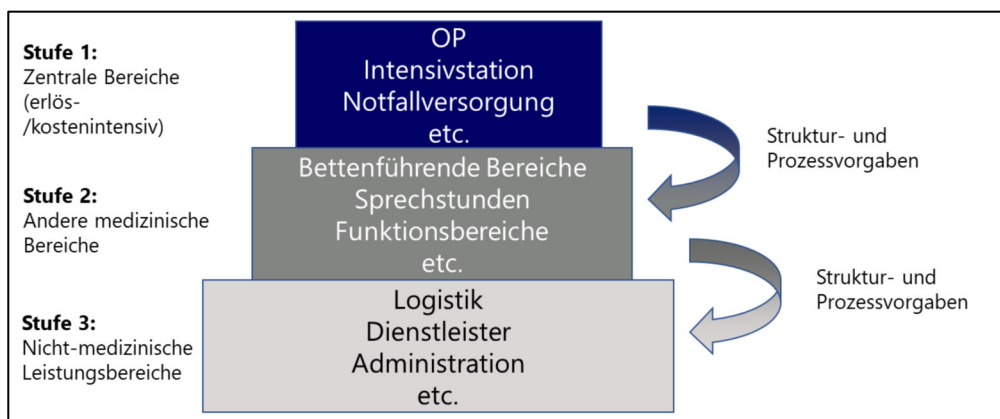 Stufe 1:
Zentrale Bereiche
(erlös-
/kostenintensiv)
OP
Intensivstation
Notfallversorgung
etc.
Struktur- und
Prozessvorgaben
Stufe 2:
Andere medizinische
Bereiche
Bettenführende Bereiche
Sprechstunden
Funktionsbereiche
etc.
Struktur- und
Prozessvorgaben
Stufe 3:
Nicht-medizinische
Leistungsbereiche
Logistik
Dienstleister
Administration
etc.